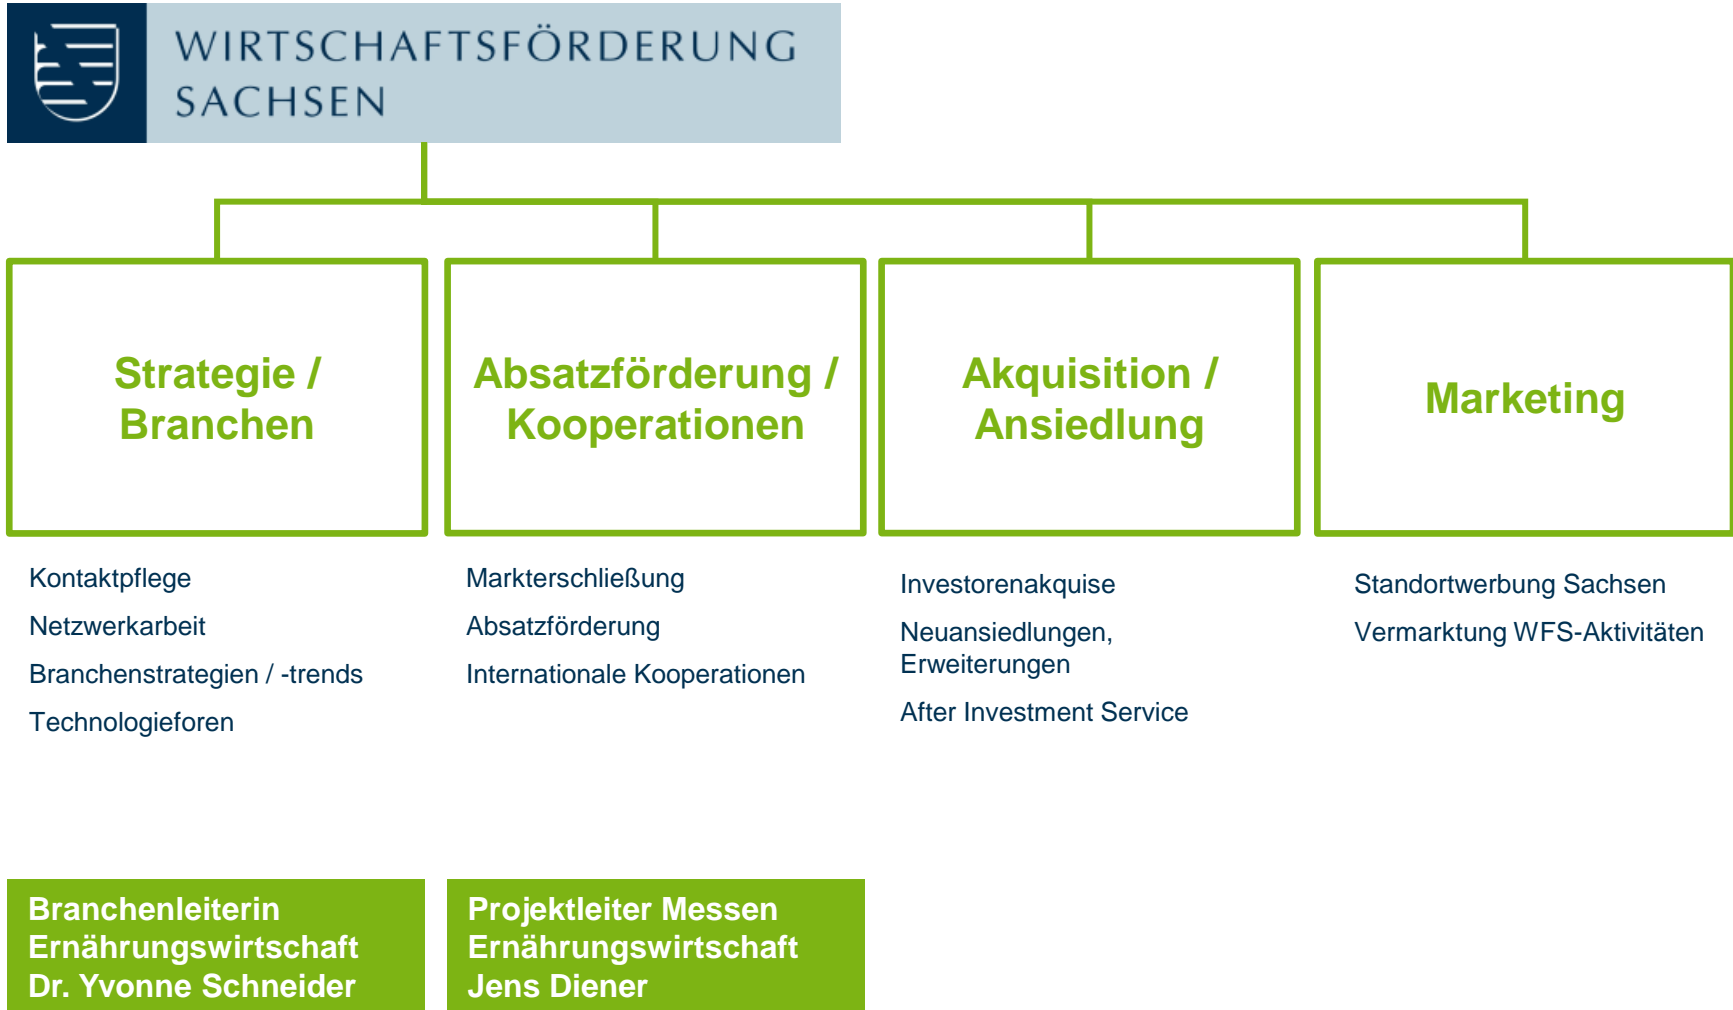 WIRTSCHAFTSFÖRDERUNG
SACHSEN
Strategie /
Branchen
Absatzförderung /
Kooperationen
Akquisition /
Ansiedlung
Marketing
Kontaktpflege
Netzwerkarbeit
Branchenstrategien / -trends
Technologieforen
Markterschließung
Absatzförderung
Internationale Kooperationen
Investorenakquise
Neuansiedlungen,
Erweiterungen
After Investment Service
Standortwerbung Sachsen
Vermarktung WFS-Aktivitäten
Branchenleiterin
Ernährungswirtschaft
Dr. Yvonne Schneider
Projektleiter Messen
Ernährungswirtschaft
Jens Diener